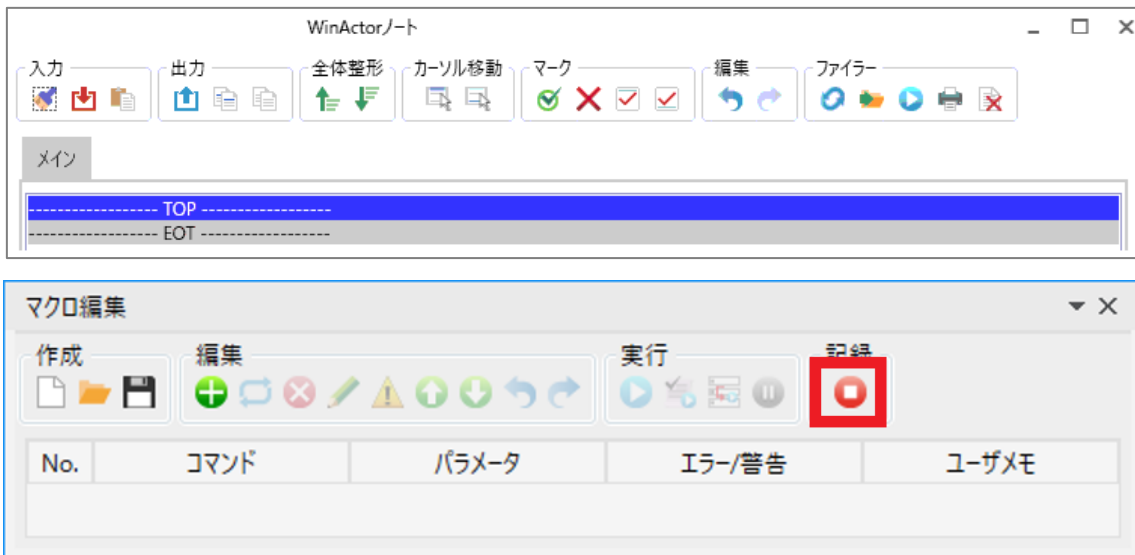 WinActorノート
入力 出力 全体整形 カーソル移動 マーク 編集 ファイラー
メイン
------------------ TOP ------------------
------------------ EOT ------------------
マクロ編集
作成 編集 実行 記録
No. コマンド パラメータ エラー/警告 ユーザメモ